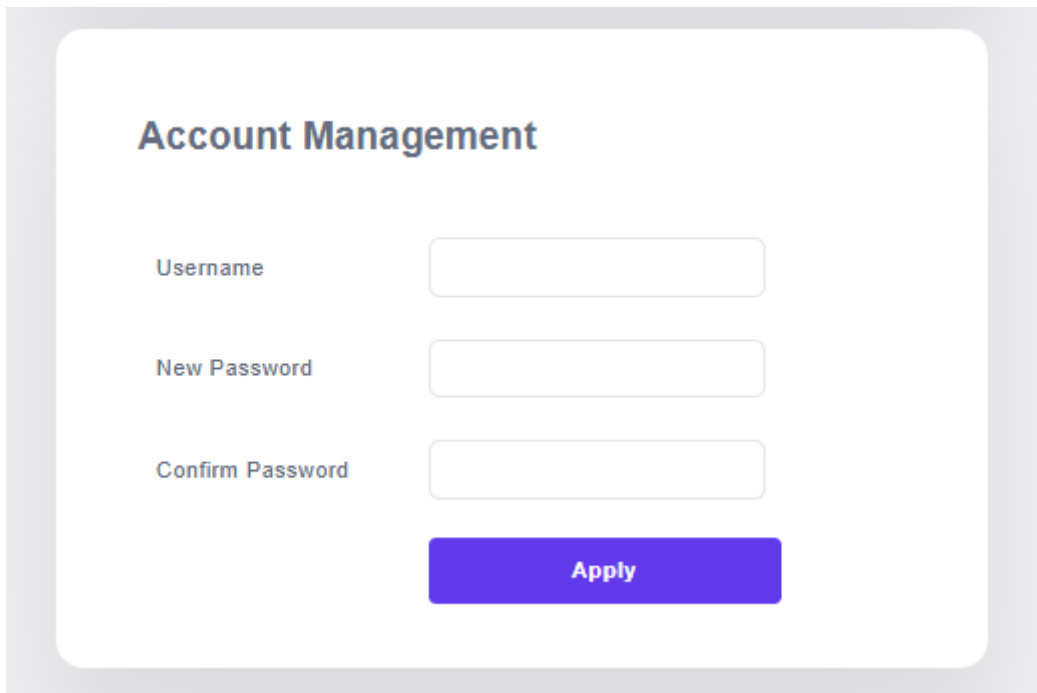 Account Management
Username
New Password
Confirm Password
Apply